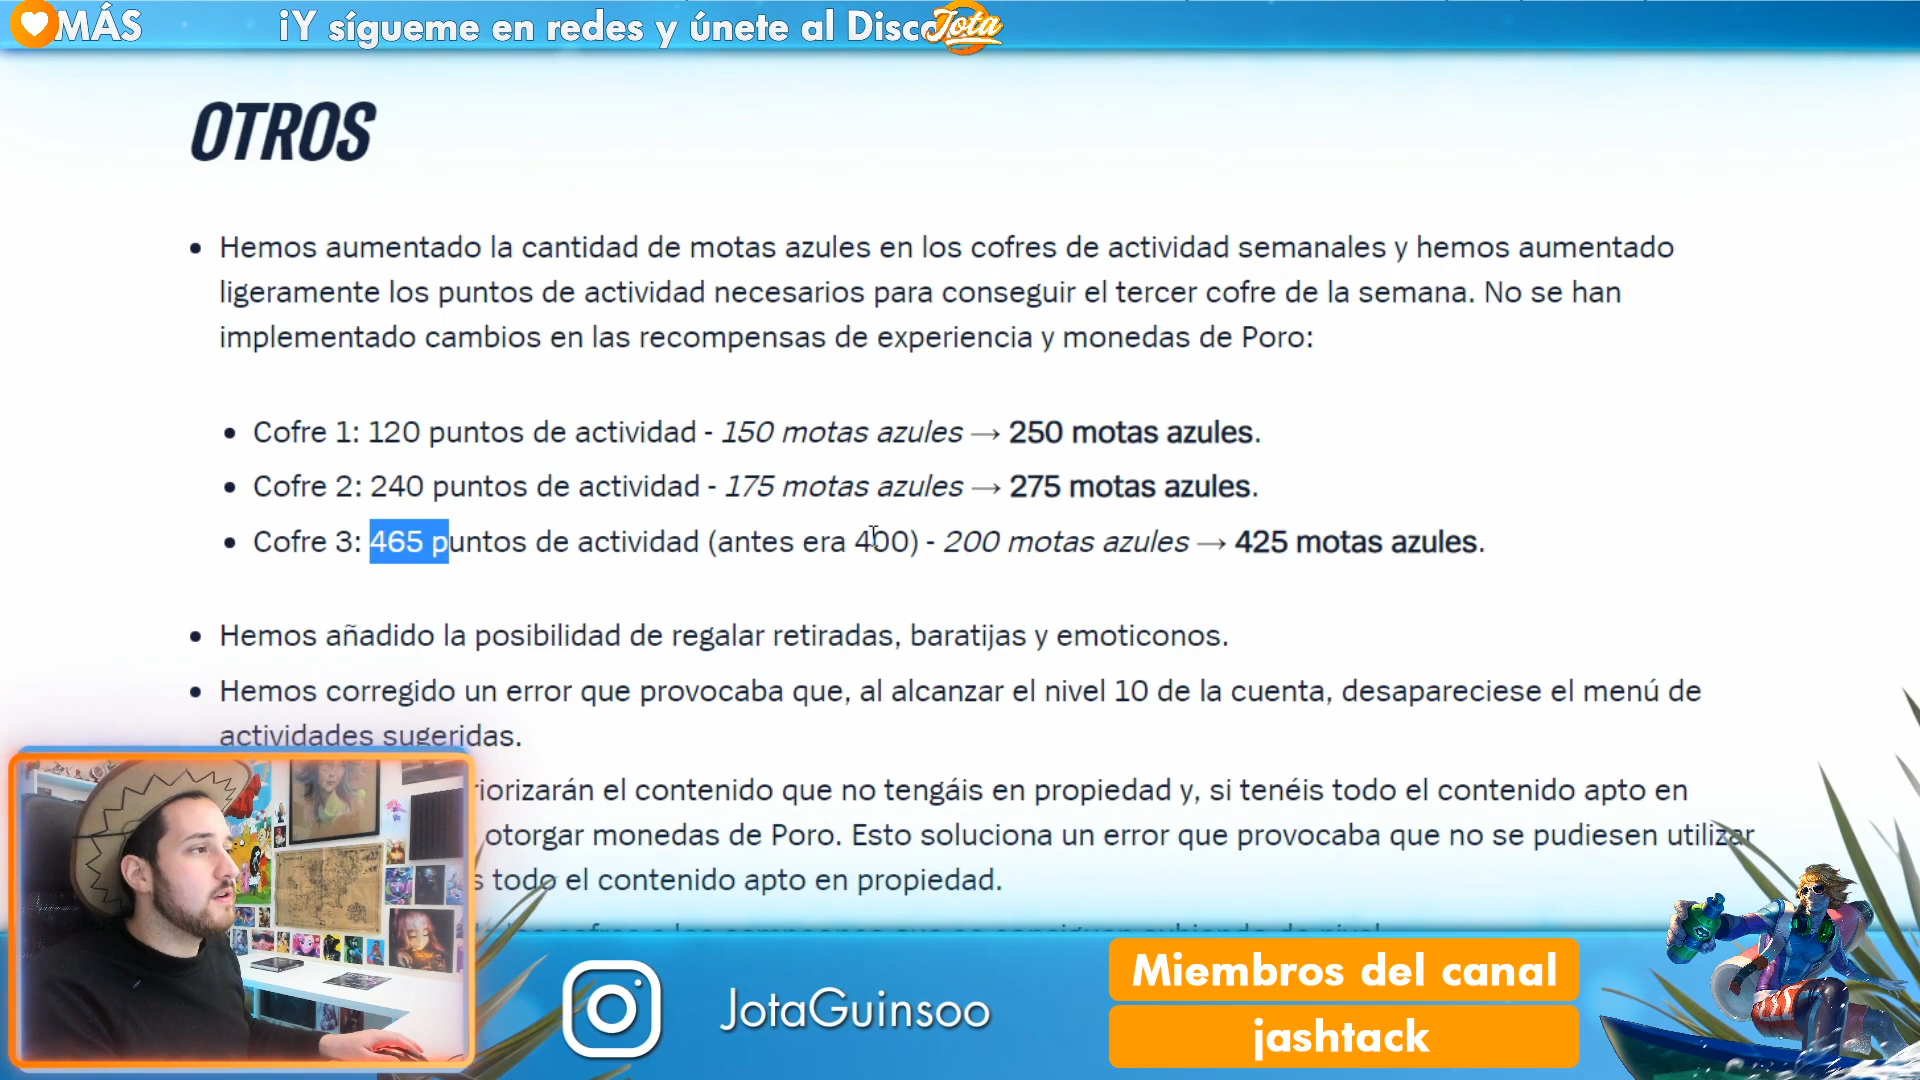 MÁS
¡Y sígueme en redes y únete al Disco
Jota
OTROS
Hemos aumentado la cantidad de motas azules en los cofres de actividad semanales y hemos aumentado
ligeramente los puntos de actividad necesarios para conseguir el tercer cofre de la semana. No se han
implementado cambios en las recompensas de experiencia y monedas de Poro:
Cofre 1: 120 puntos de actividad - 150 motas azules → 250 motas azules.
Cofre 2: 240 puntos de actividad - 175 motas azules → 275 motas azules.
Cofre 3: 465 puntos de actividad (antes era 400) - 200 motas azules → 425 motas azules.
Hemos añadido la posibilidad de regalar retiradas, baratijas y emoticonos.
Hemos corregido un error que provocaba que, al alcanzar el nivel 10 de la cuenta, desapareciese el menú de
actividades sugeridas.
riorizarán el contenido que no tengáis en propiedad y, si tenéis todo el contenido apto en
otorgar monedas de Poro. Esto soluciona un error que provocaba que no se pudiesen utilizar
s todo el contenido apto en propiedad.
JotaGuinsoo
Miembros del canal
jashtack